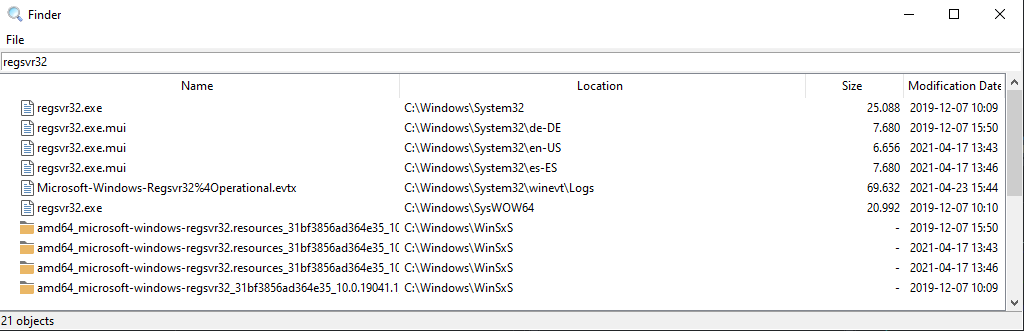 Finder
File
regsvr32
Name Location Size Modification Date
regsvr32.exe C:\Windows\System32 25.088 2019-12-07 10:09
regsvr32.exe.mui C:\Windows\System32\de-DE 7.680 2019-12-07 15:50
regsvr32.exe.mui C:\Windows\System32\en-US 6.656 2021-04-17 13:43
regsvr32.exe.mui C:\Windows\System32\es-ES 7.680 2021-04-17 13:46
Microsoft-Windows-Regsvr32%4Operational.evtx C:\Windows\System32\winevt\Logs 69.632 2021-04-23 15:44
regsvr32.exe C:\Windows\SysWOW64 20.992 2019-12-07 10:10
amd64_microsoft-windows-regsvr32.resources_31bf3856ad364e35_10 C:\Windows\WinSxS - 2019-12-07 15:50
amd64_microsoft-windows-regsvr32.resources_31bf3856ad364e35_10 C:\Windows\WinSxS - 2021-04-17 13:43
amd64_microsoft-windows-regsvr32.resources_31bf3856ad364e35_10 C:\Windows\WinSxS - 2021-04-17 13:46
amd64_microsoft-windows-regsvr32_31bf3856ad364e35_10.0.19041.1 C:\Windows\WinSxS - 2019-12-07 10:09
21 objects